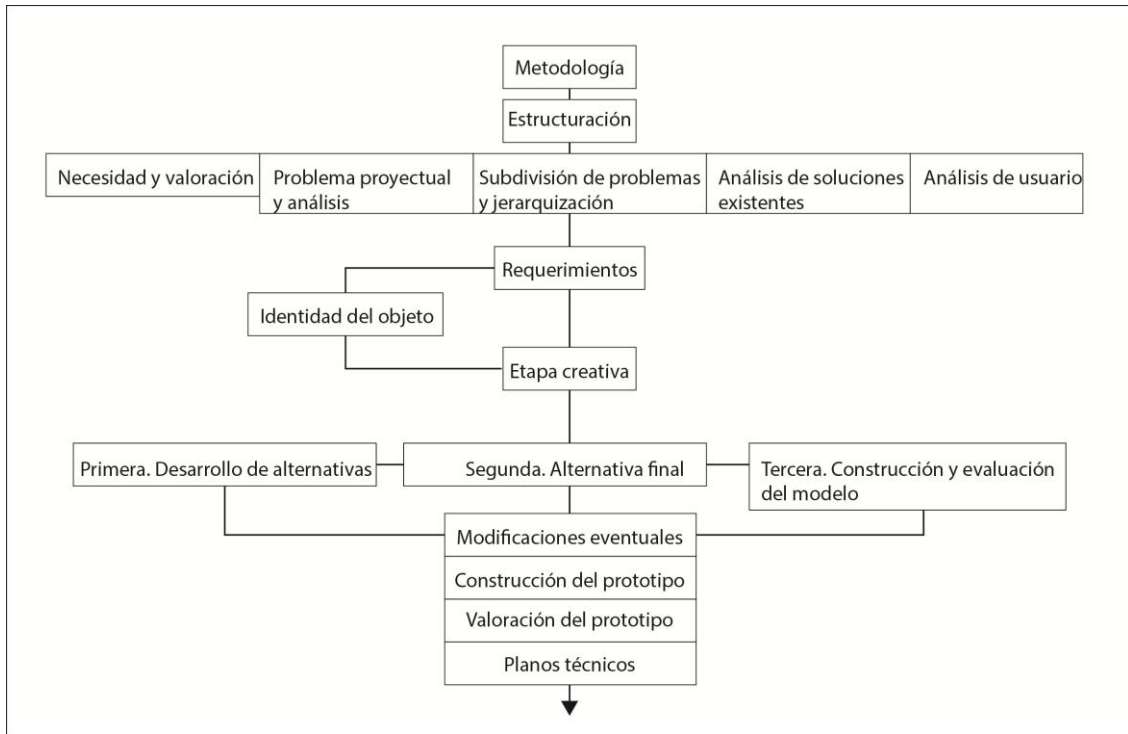 Metodología
Estructuración
Necesidad y valoración
Problema proyectual
y análisis
Subdivisión de problemas
y jerarquización
Análisis de soluciones
existentes
Análisis de usuario
Requerimientos
Identidad del objeto
Etapa creativa
Primera. Desarrollo de alternativas
Segunda. Alternativa final
Tercera. Construcción y evaluación
del modelo
Modificaciones eventuales
Construcción del prototipo
Valoración del prototipo
Planos técnicos